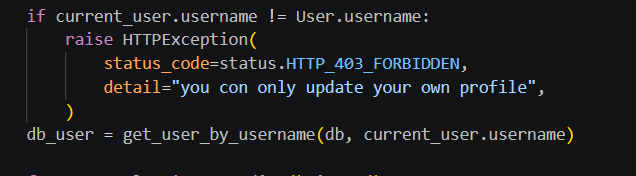 if current_user.username != User.username:
raise HTTPException(
status_code=status.HTTP_403_FORBIDDEN,
detail="you con only update your own profile",
)
db_user = get_user_by_username(db, current_user.username)